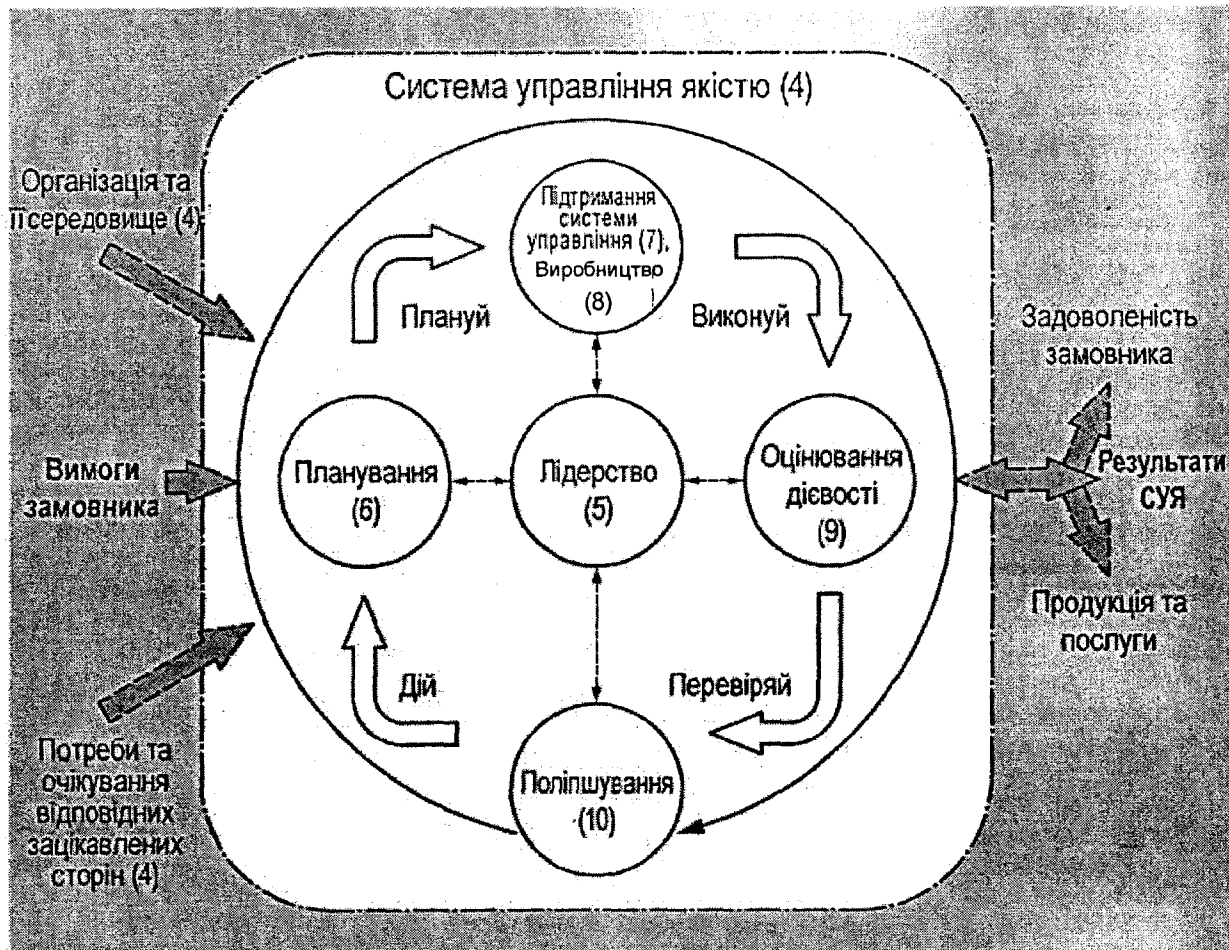 Система управління якістю (4)
Організація та
її середовище (4)
Підтримання
системи
управління (7),
Виробництво
(8)
Плануй
Виконуй
Задоволеність
замовника
Вимоги
замовника
Планування
(6)
Лідерство
(5)
Оцінювання
дієвості
(9)
Результати
СУЯ
Продукція та
послуги
Дій
Перевіряй
Потреби та
очікування
відповідних
зацікавлених
сторін (4)
Поліпшування
(10)